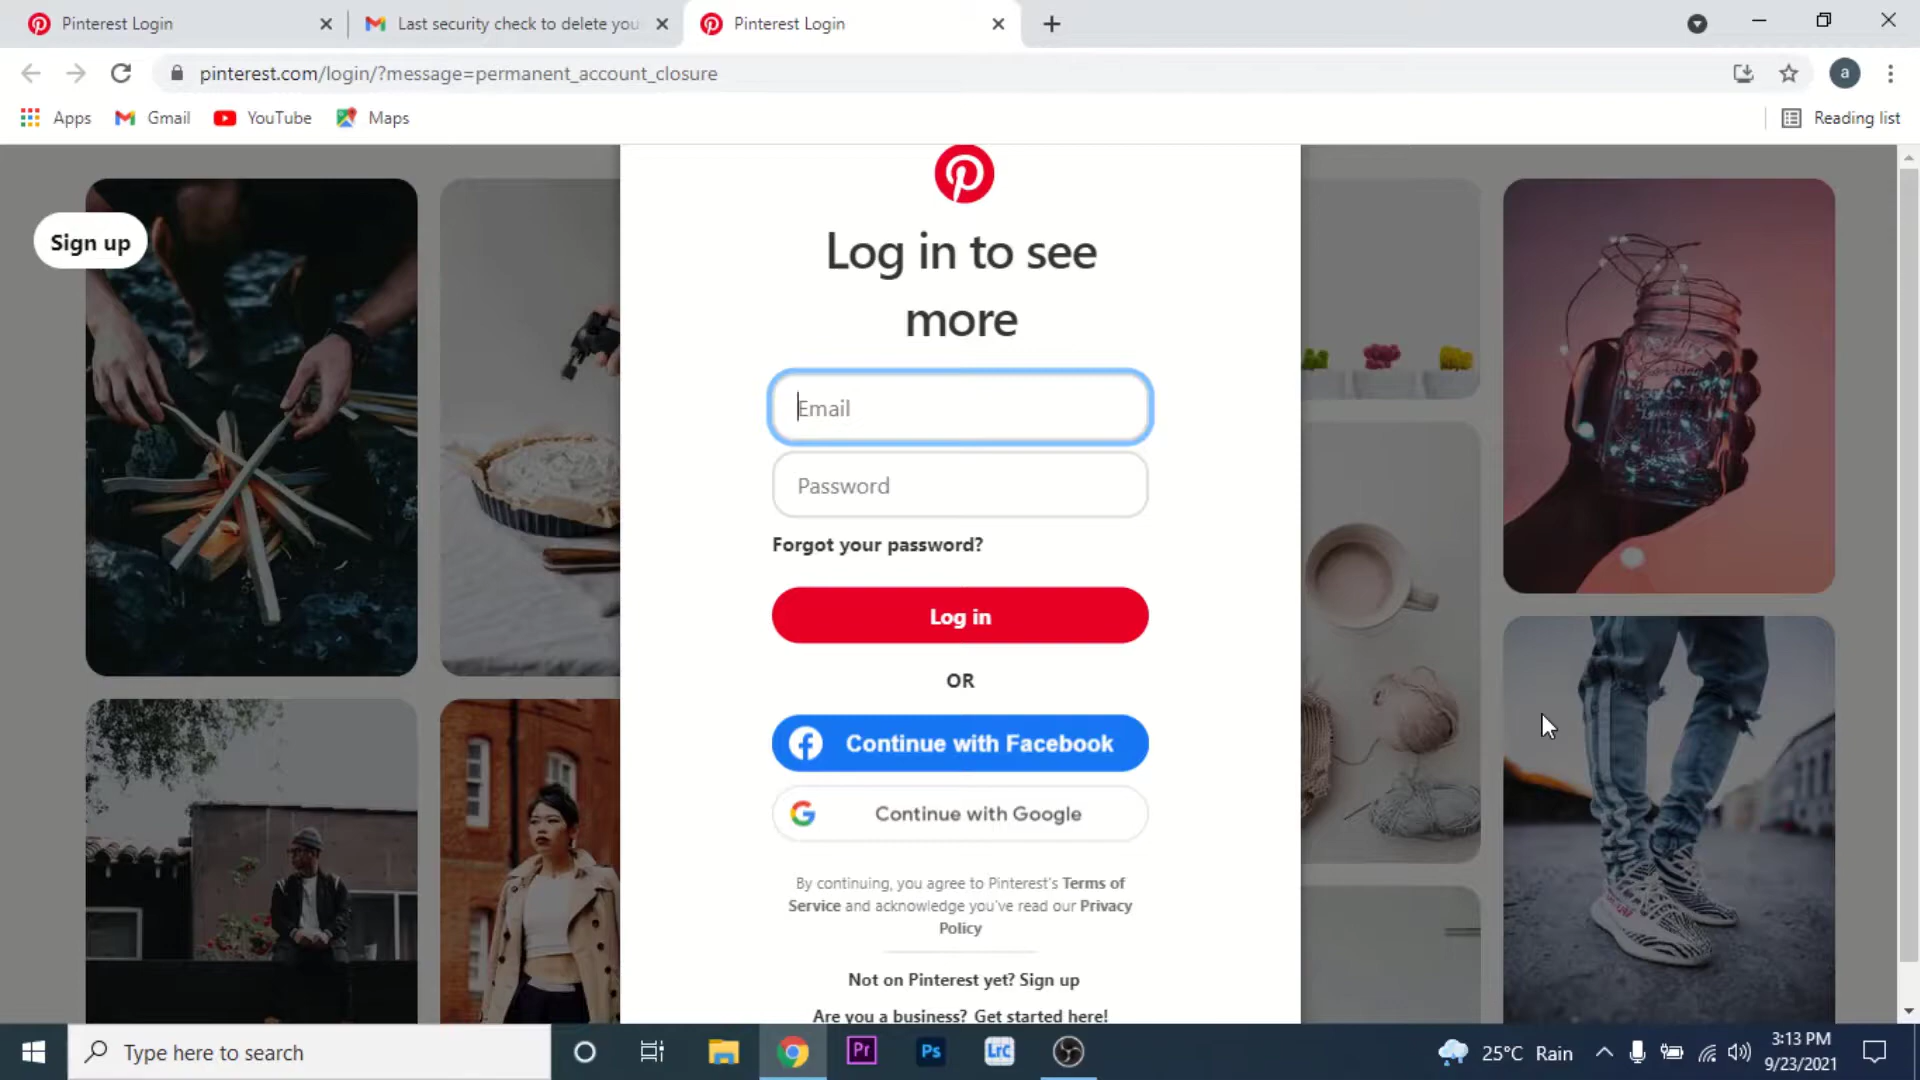 Pinterest Login
Last security check to delete you
Pinterest Login
pinterest.com/login/?message=permanent_account_closure
a
Apps
Gmail
YouTube
Maps
Reading list
Sign up
Log in to see
more
Email
Password
Forgot your password?
Log in
OR
Continue with Facebook
Continue with Google
By continuing, you agree to Pinterest's Terms of
Service and acknowledge you've read our Privacy
Policy
Not on Pinterest yet? Sign up
Are you a business? Get started here!
Type here to search
Pr
Ps
LrC
25°C Rain
3:13 PM
9/23/2021